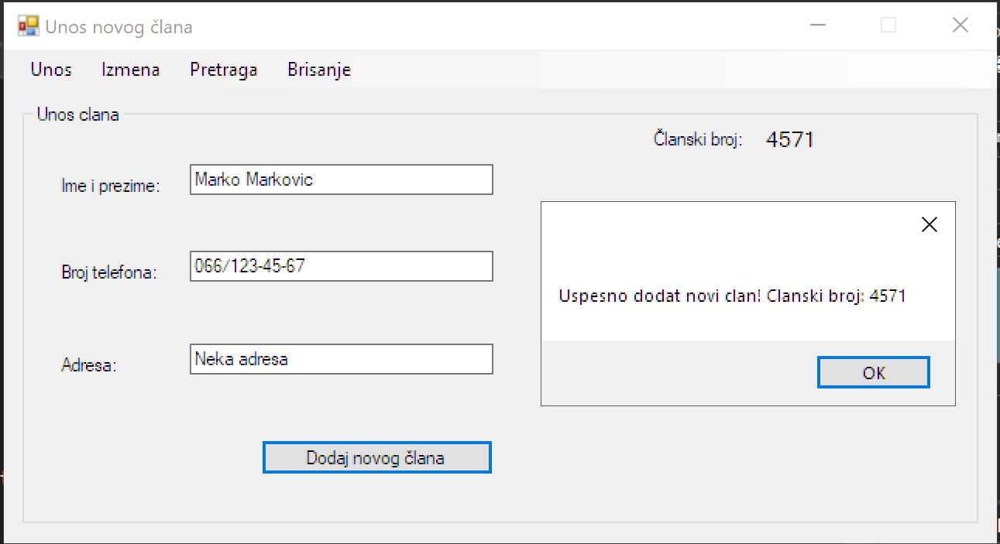 Unos novog člana
Unos Izmena Pretraga Brisanje
Unos clana
Članski broj: 4571
Ime i prezime: Marko Markovic
Broj telefona: 066/123-45-67
Uspesno dodat novi clan! Clanski broj: 4571
Adresa: Neka adresa
OK
Dodaj novog člana